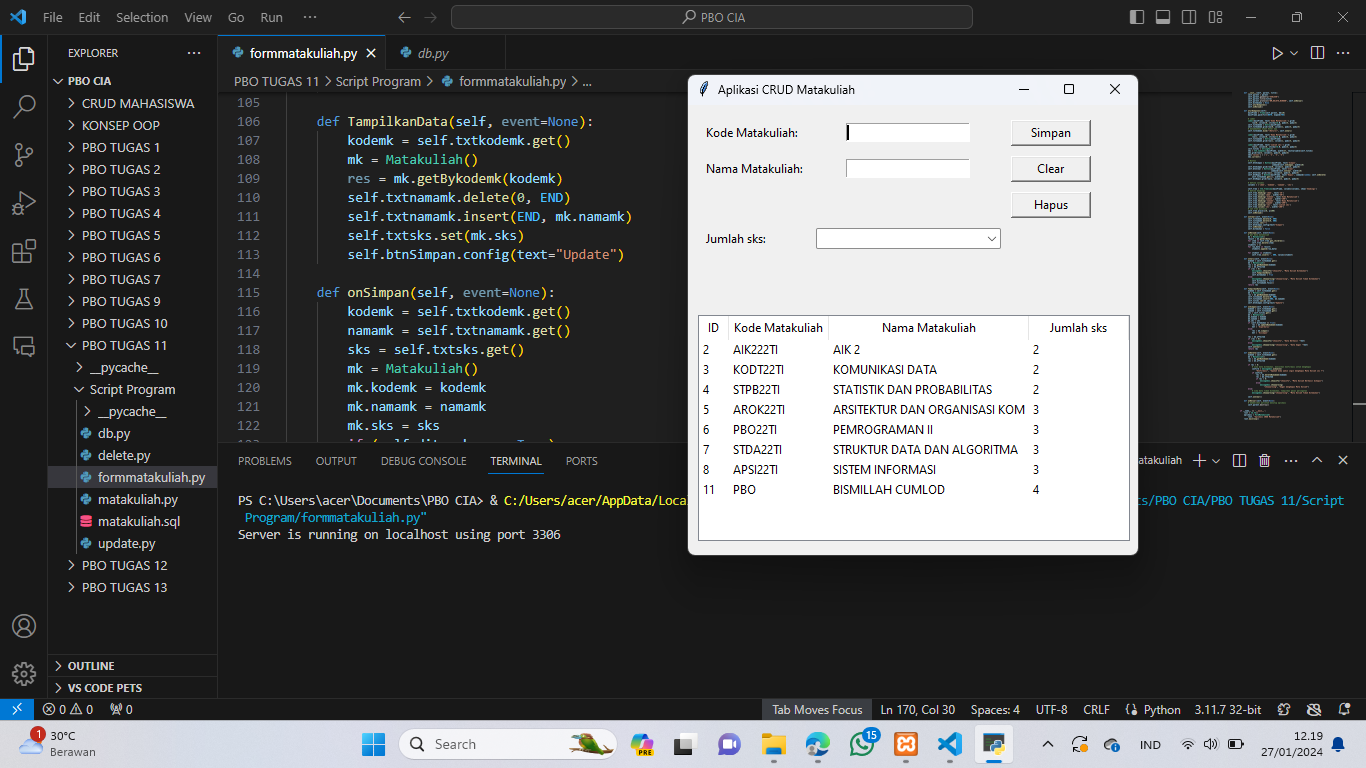 File Edit Selection View Go Run ··· PBO CIA
EXPLORER ···
PBO CIA
CRUD MAHASISWA
KONSEP OOP
PBO TUGAS 1
PBO TUGAS 2
PBO TUGAS 3
PBO TUGAS 4
PBO TUGAS 5
PBO TUGAS 6
PBO TUGAS 7
PBO TUGAS 9
PBO TUGAS 10
PBO TUGAS 11
__pycache__
Script Program
__pycache__
db.py
delete.py
formmatakuliah.py
matakuliah.py
matakuliah.sql
update.py
PBO TUGAS 12
PBO TUGAS 13
OUTLINE
VS CODE PETS
formmatakuliah.py db.py
PBO TUGAS 11 > Script Program > formmatakuliah.py > ...
105
106 def TampilkanData(self, event=None):
107 kodemk = self.txtkodemk.get()
108 mk = Matakuliah()
109 res = mk.getBykodemk(kodemk)
110 self.txtnamamk.delete(0, END)
111 self.txtnamamk.insert(END, mk.namamk)
112 self.txtsks.set(mk.sks)
113 self.btnSimpan.config(text="Update")
114
115 def onSimpan(self, event=None):
116 kodemk = self.txtkodemk.get()
117 namamk = self.txtnamamk.get()
118 sks = self.txtsks.get()
119 mk = Matakuliah()
120 mk.kodemk = kodemk
121 mk.namamk = namamk
122 mk.sks = sks
Aplikasi CRUD Matakuliah
Kode Matakuliah: Simpan
Nama Matakuliah: Clear
Hapus
Jumlah sks:
ID Kode Matakuliah Nama Matakuliah Jumlah sks
2 AIK222TI AIK 2 2
3 KODT22TI KOMUNIKASI DATA 2
4 STPB22TI STATISTIK DAN PROBABILITAS 2
5 AROK22TI ARSITEKTUR DAN ORGANISASI KOM 3
6 PBO22TI PEMROGRAMAN II 3
7 STDA22TI STRUKTUR DATA DAN ALGORITMA 3
8 APSI22TI SISTEM INFORMASI 3
11 PBO BISMILLAH CUMLOD 4
PROBLEMS OUTPUT DEBUG CONSOLE TERMINAL PORTS atakuliah
PS C:\Users\acer\Documents\PBO CIA> & C:/Users/acer/AppData/Loca ts/PBO CIA/PBO TUGAS 11/Script
Program/formmatakuliah.py"
Server is running on localhost using port 3306
0 0 0 Tab Moves Focus Ln 170, Col 30 Spaces: 4 UTF-8 CRLF Python 3.11.7 32-bit
1 30°C
Berawan
Search
PRE
15
IND
12.19
27/01/2024